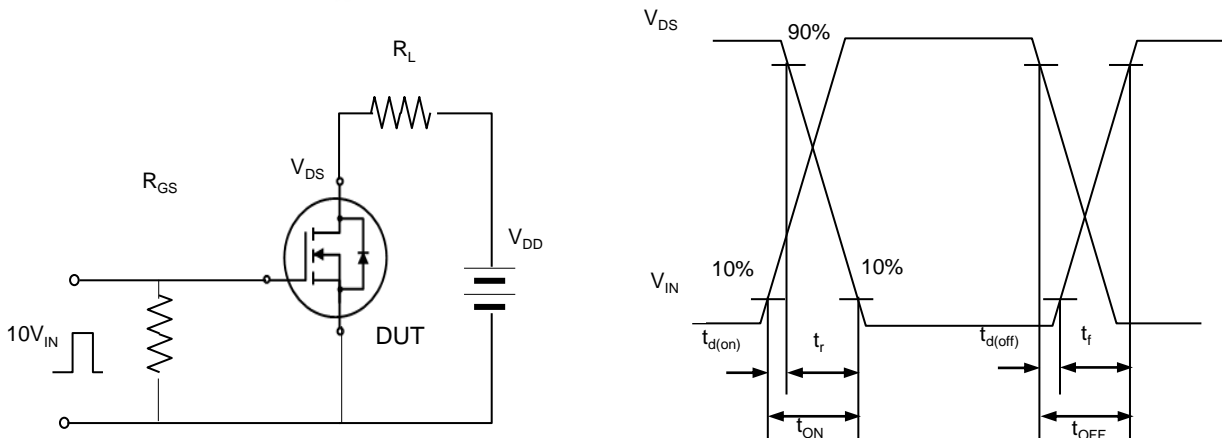 R_L
V_DS
R_GS
V_DD
10V_IN
DUT
V_DS
90%
10%
10%
V_IN
t_d(on)
t_r
t_d(off)
t_f
t_ON
t_OFF